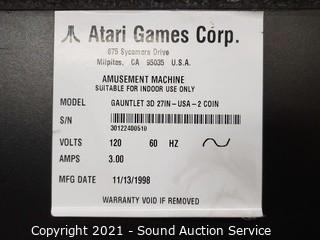 Atari Games Corp.
675 Sycamore Drive
Milpitas, CA 95035 U.S.A.
AMUSEMENT MACHINE
SUITABLE FOR INDOOR USE ONLY
MODEL GAUNTLET 3D 27IN-USA-2 COIN
S/N
30122400510
VOLTS 120 60 HZ
AMPS 3.00
MFG DATE 11/13/1998
WARRANTY VOID IF REMOVED
Copyright 2021 - Sound Auction Service